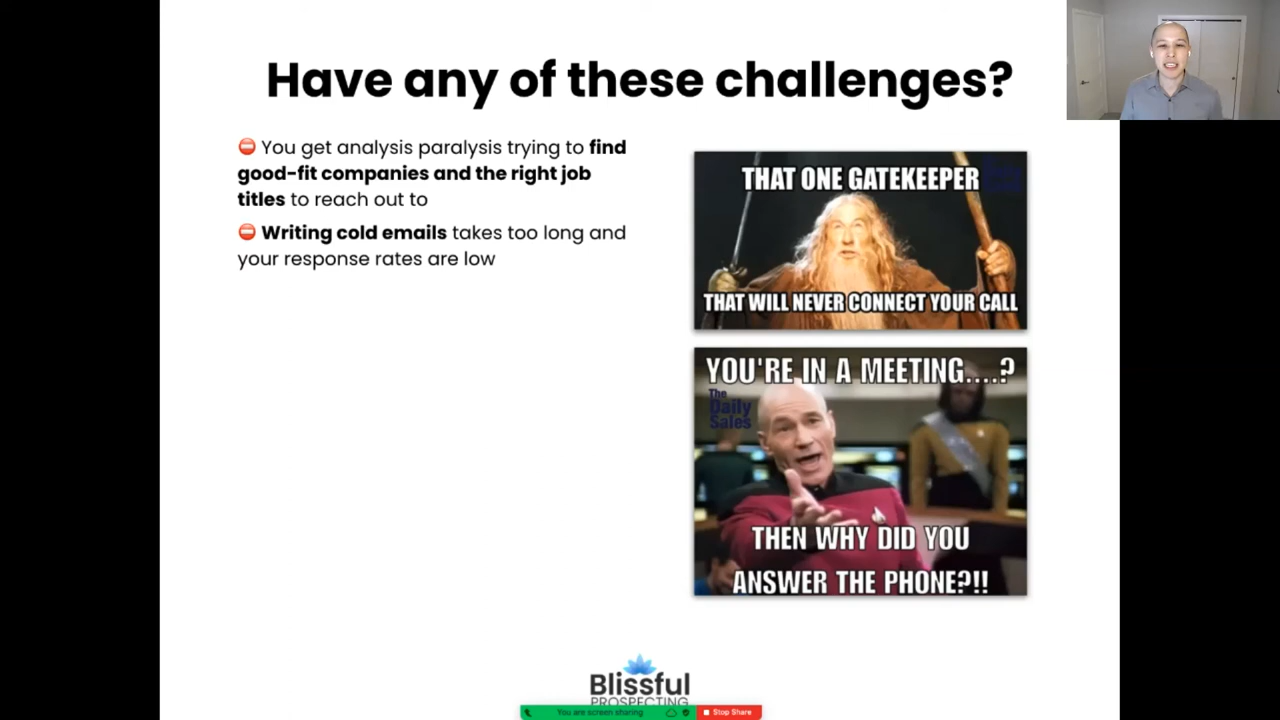 Have any of these challenges?
⛔ You get analysis paralysis trying to find
good-fit companies and the right job
titles to reach out to
⛔ Writing cold emails takes too long and
your response rates are low
THAT ONE GATEKEEPER
THAT WILL NEVER CONNECT YOUR CALL
YOU'RE IN A MEETING....?
The
Daily
Sales
THEN WHY DID YOU
ANSWER THE PHONE?!!
Blissful
PROSPECTING
You are screen sharing
Stop Share